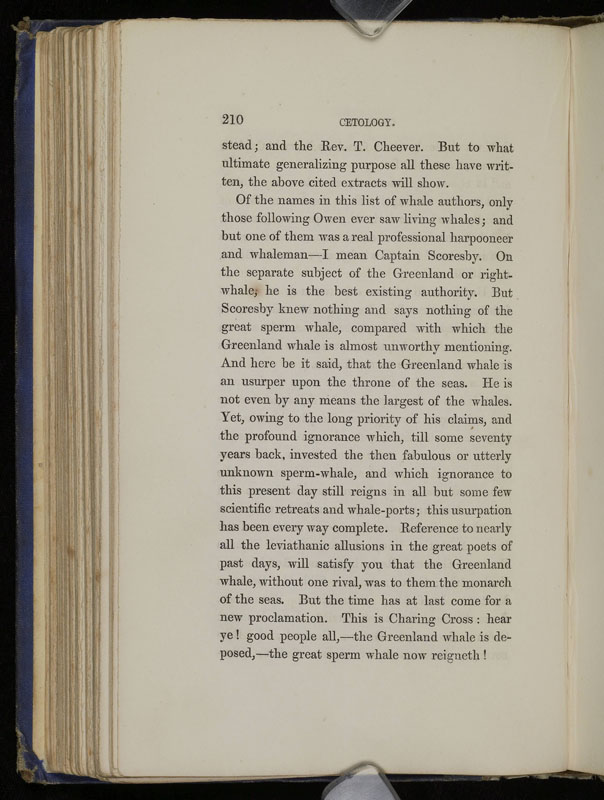 210 CETOLOGY.
stead; and the Rev. T. Cheever. But to what
ultimate generalizing purpose all these have writ-
ten, the above cited extracts will show.
Of the names in this list of whale authors, only
those following Owen ever saw living whales; and
but one of them was a real professional harpooneer
and whaleman—I mean Captain Scoresby. On
the separate subject of the Greenland or right-
whale, he is the best existing authority. But
Scoresby knew nothing and says nothing of the
great sperm whale, compared with which the
Greenland whale is almost unworthy mentioning.
And here be it said, that the Greenland whale is
an usurper upon the throne of the seas. He is
not even by any means the largest of the whales.
Yet, owing to the long priority of his claims, and
the profound ignorance which, till some seventy
years back, invested the then fabulous or utterly
unknown sperm-whale, and which ignorance to
this present day still reigns in all but some few
scientific retreats and whale-ports; this usurpation
has been every way complete. Reference to nearly
all the leviathanic allusions in the great poets of
past days, will satisfy you that the Greenland
whale, without one rival, was to them the monarch
of the seas. But the time has at last come for a
new proclamation. This is Charing Cross: hear
ye! good people all,—the Greenland whale is de-
posed,—the great sperm whale now reigneth!